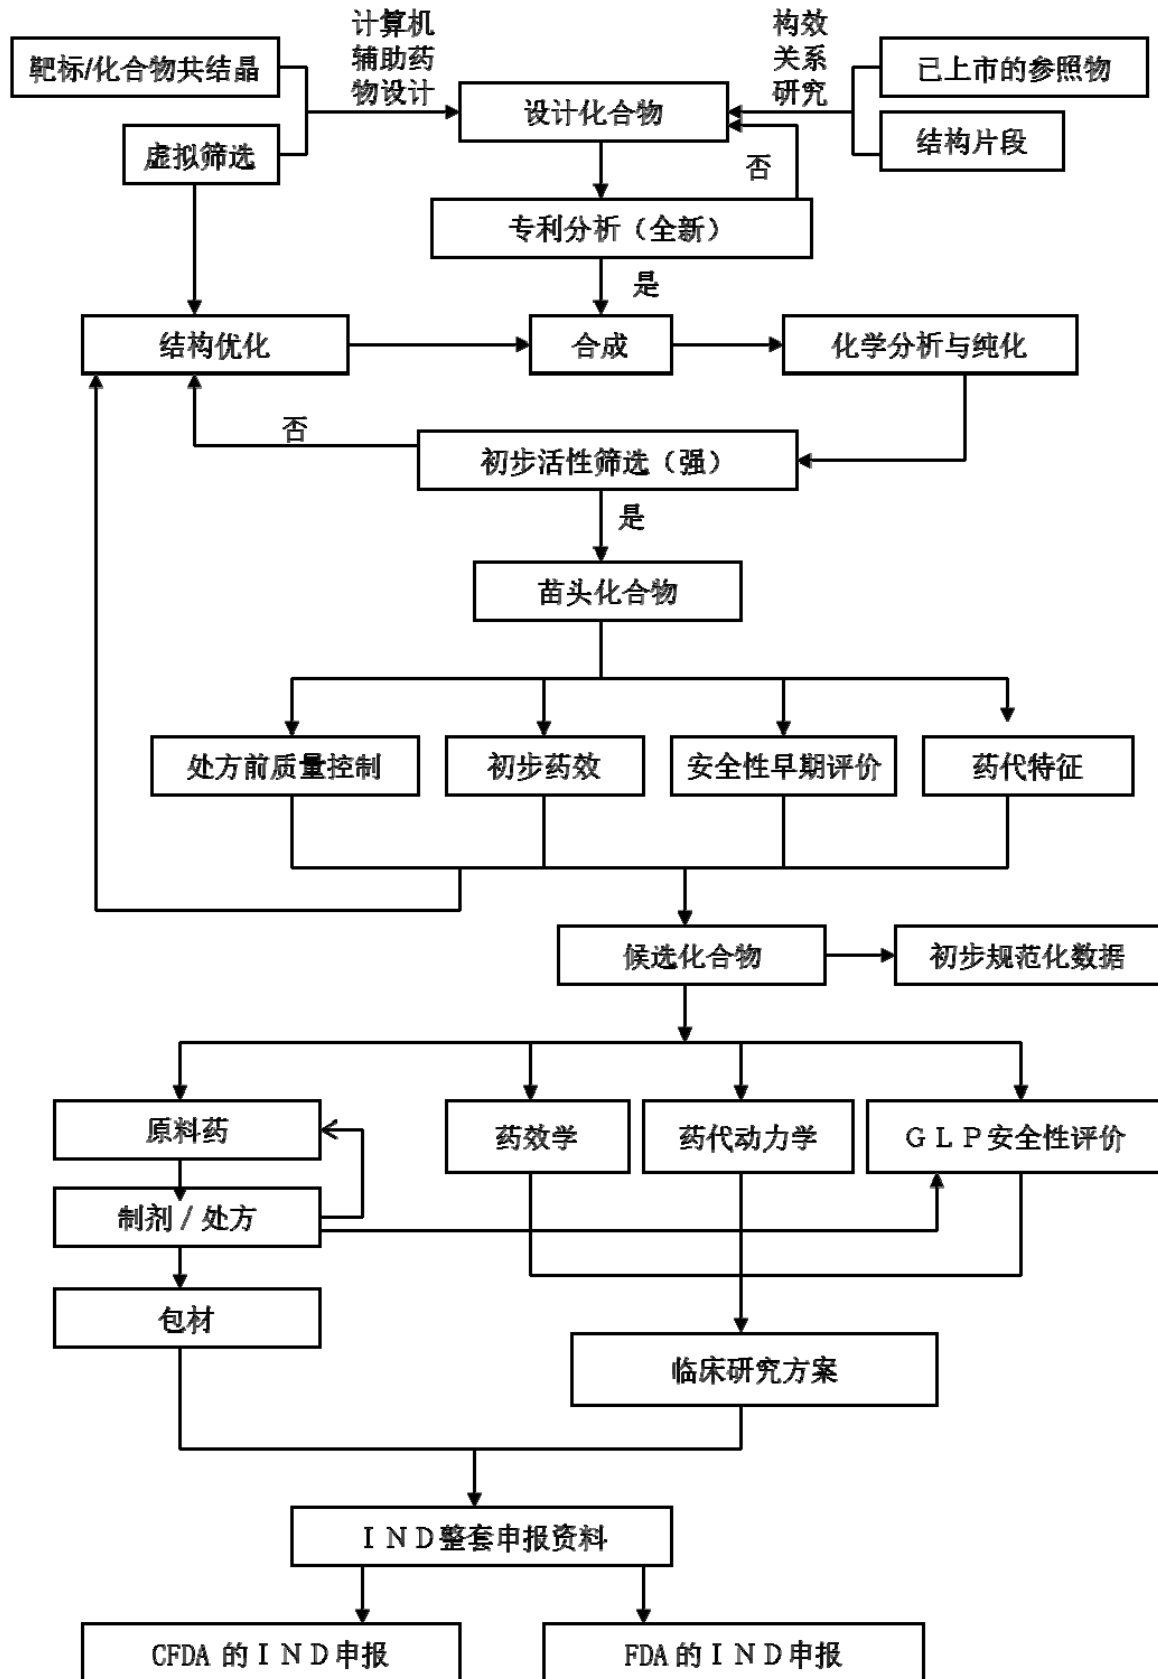 计算机
辅助药
物设计
构效
关系
研究
靶标/化合物共结晶
已上市的参照物
设计化合物
虚拟筛选
结构片段
否
专利分析（全新）
是
结构优化
合成
化学分析与纯化
否
初步活性筛选（强）
是
苗头化合物
处方前质量控制
初步药效
安全性早期评价
药代特征
候选化合物
初步规范化数据
原料药
药效学
药代动力学
ＧＬＰ安全性评价
制剂／处方
包材
临床研究方案
ＩＮＤ整套申报资料
CFDA 的ＩＮＤ申报
FDA 的ＩＮＤ申报